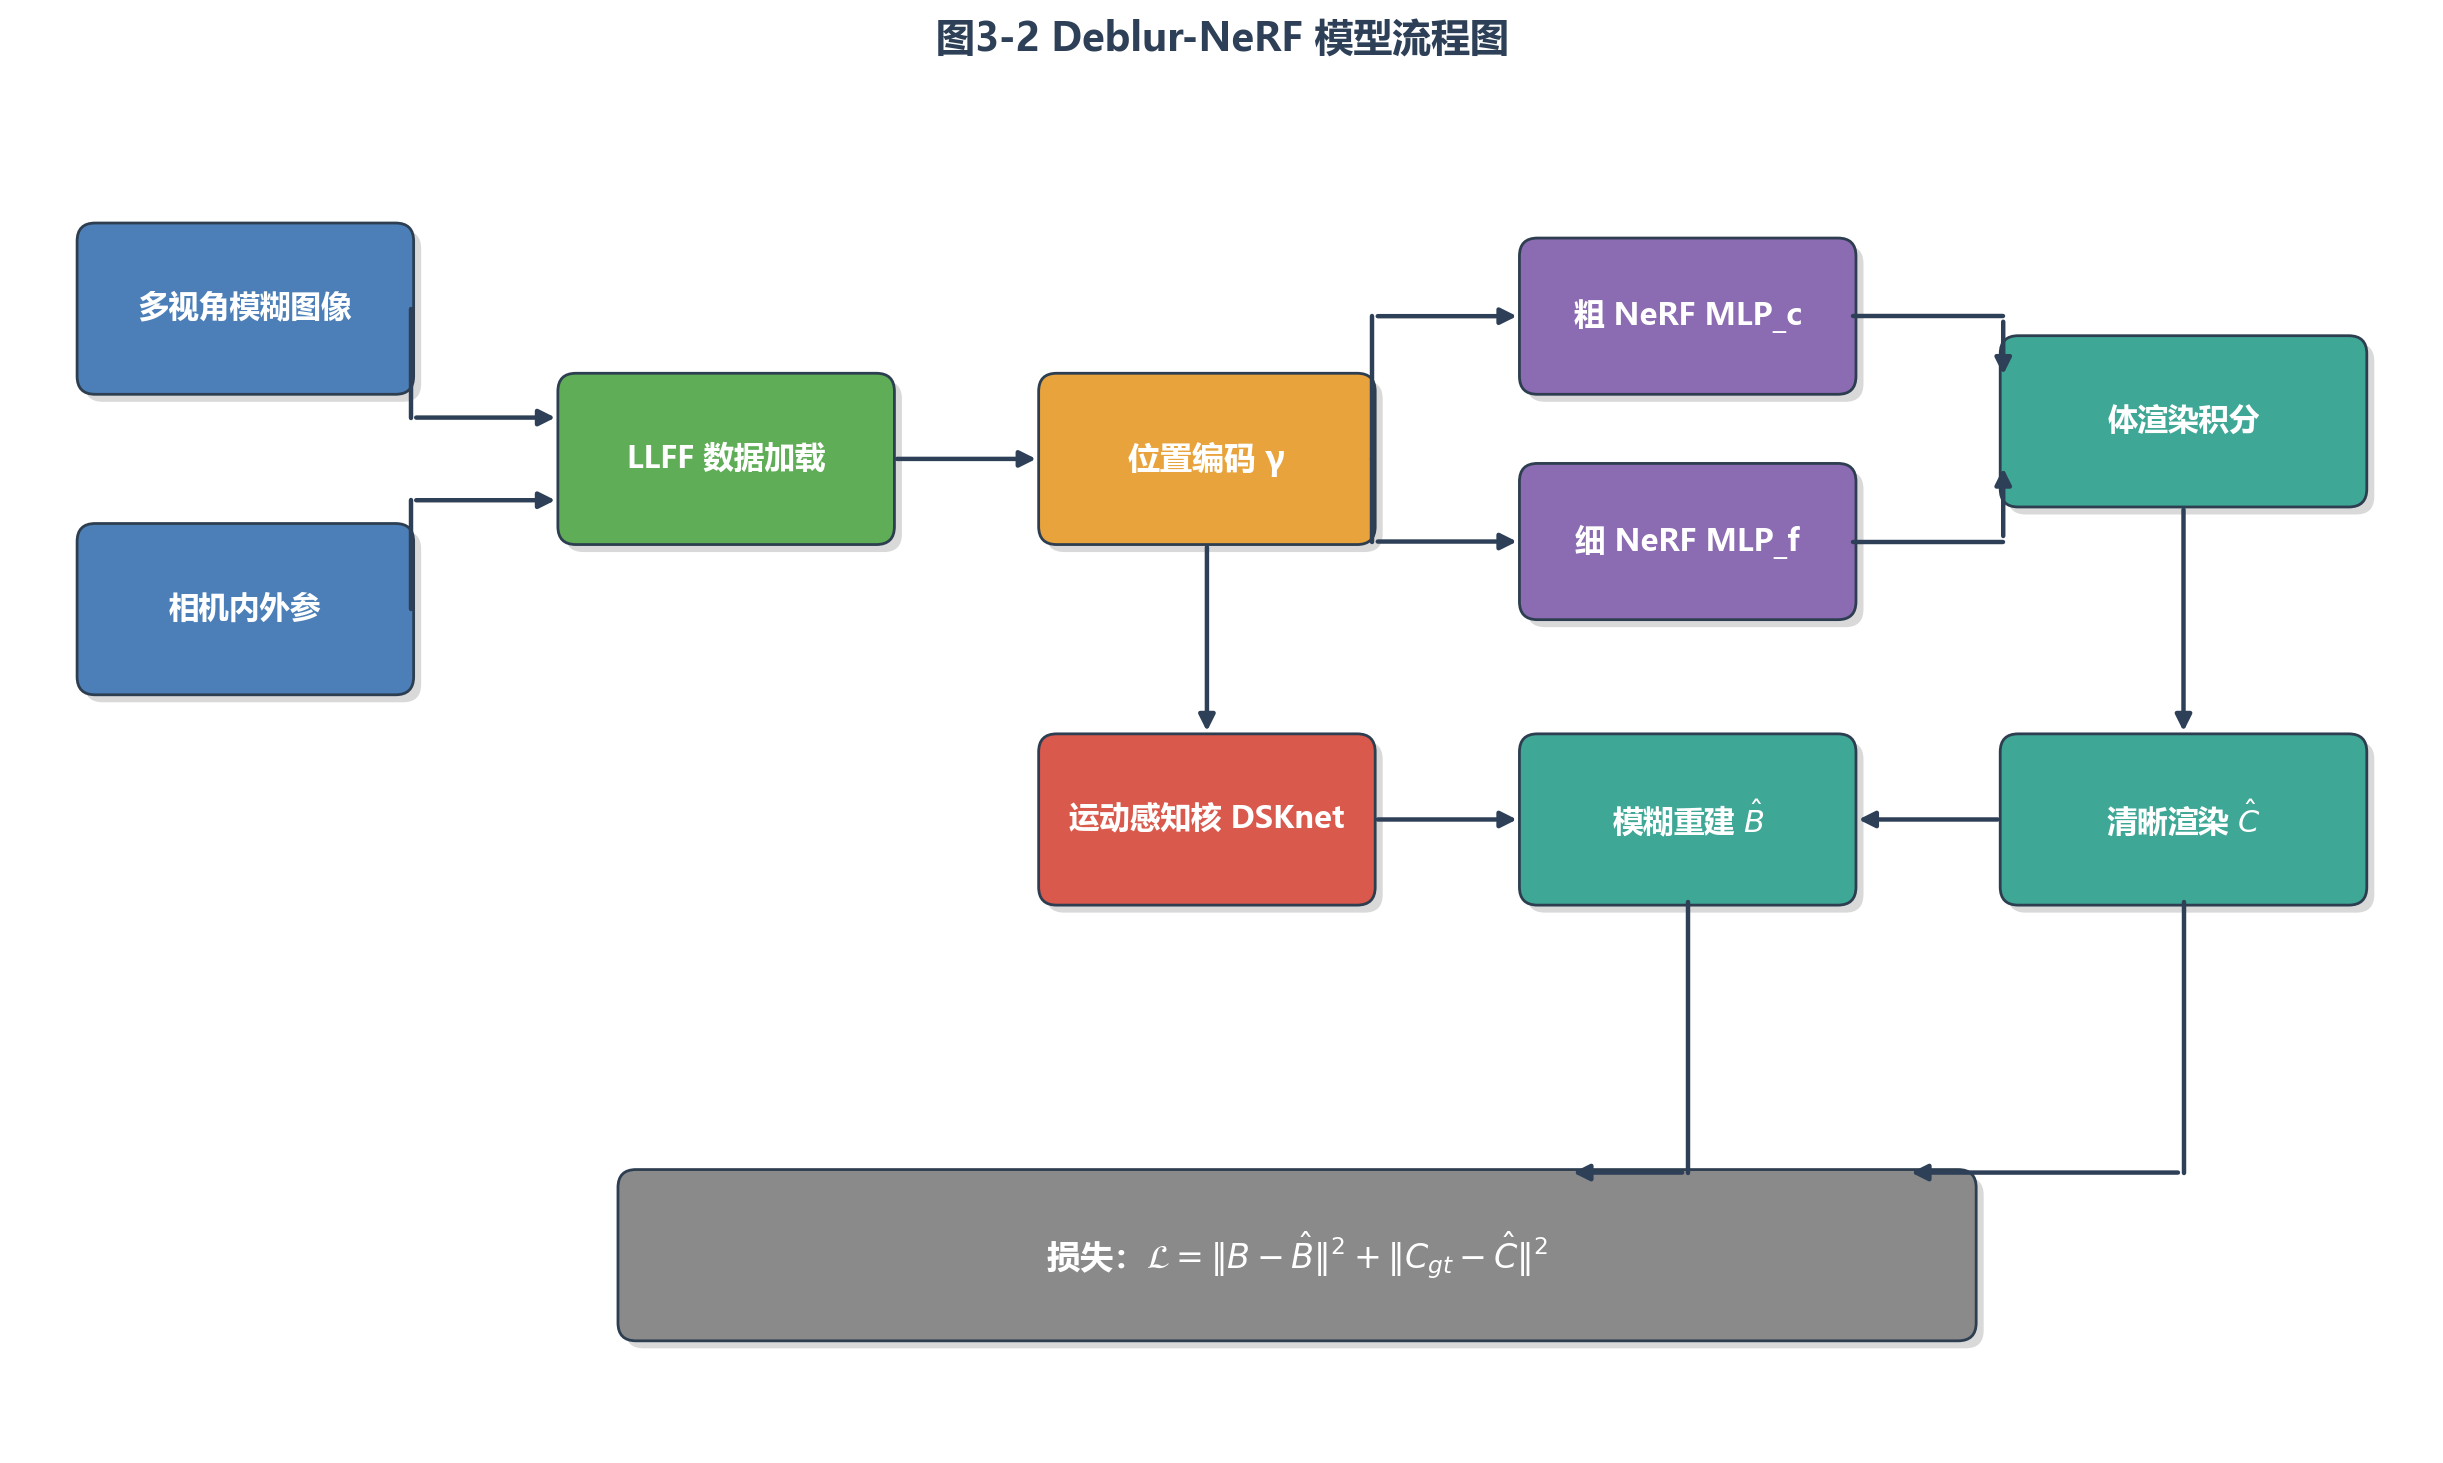 图3-2 Deblur-NeRF 模型流程图
多视角模糊图像
相机内外参
LLFF 数据加载
位置编码 γ
粗 NeRF MLP_c
细 NeRF MLP_f
体渲染积分
运动感知核 DSKnet
模糊重建 B̂
清晰渲染 Ĉ
损失：ℒ = ‖B − B̂‖² + ‖C_gt − Ĉ‖²